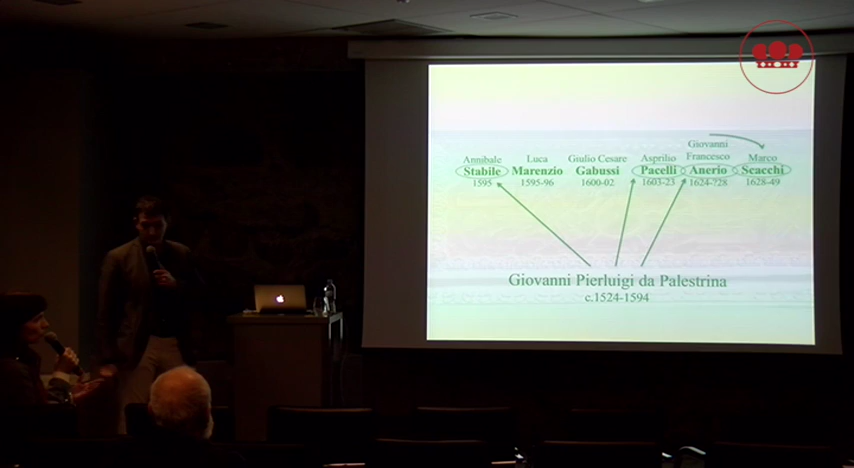 Annibale
Stabile
1595
Luca
Marenzio
1595-96
Giulio Cesare
Gabussi
1600-02
Asprilio
Pacelli
1603-23
Giovanni
Francesco
Anerio
1624-?28
Marco
Scacchi
1628-49
Giovanni Pierluigi da Palestrina
c.1524-1594